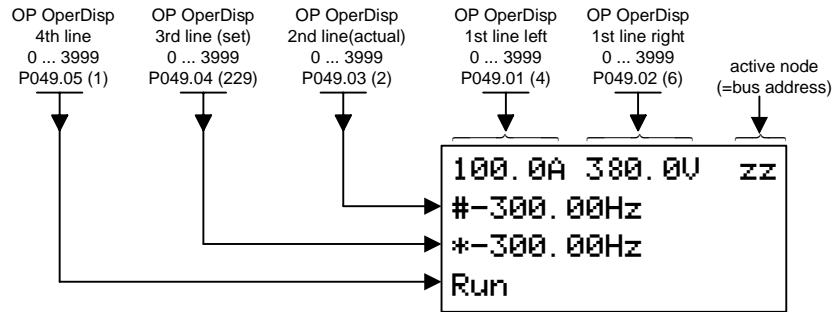 OP OperDisp
4th line
0 ... 3999
P049.05 (1)
OP OperDisp
3rd line (set)
0 ... 3999
P049.04 (229)
OP OperDisp
2nd line(actual)
0 ... 3999
P049.03 (2)
OP OperDisp
1st line left
0 ... 3999
P049.01 (4)
OP OperDisp
1st line right
0 ... 3999
P049.02 (6)
active node
(=bus address)
100.0A 380.0V zz
#-300.00Hz
*-300.00Hz
Run